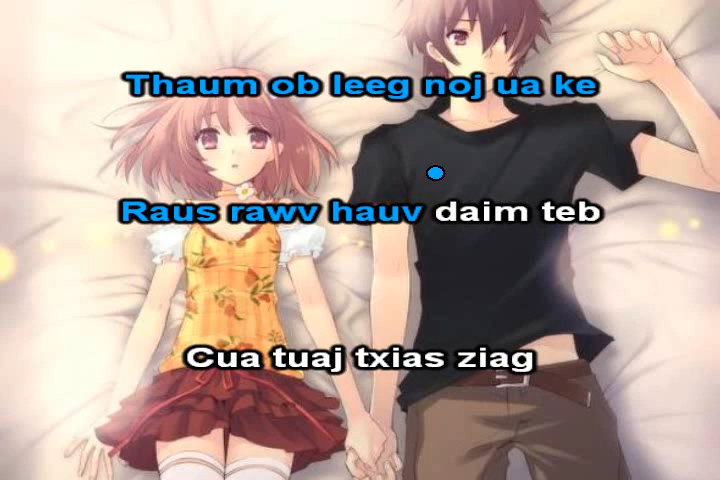 Thaum ob leeg noj ua ke
Raus rawv hauv daim teb
Cua tuaj txias ziag